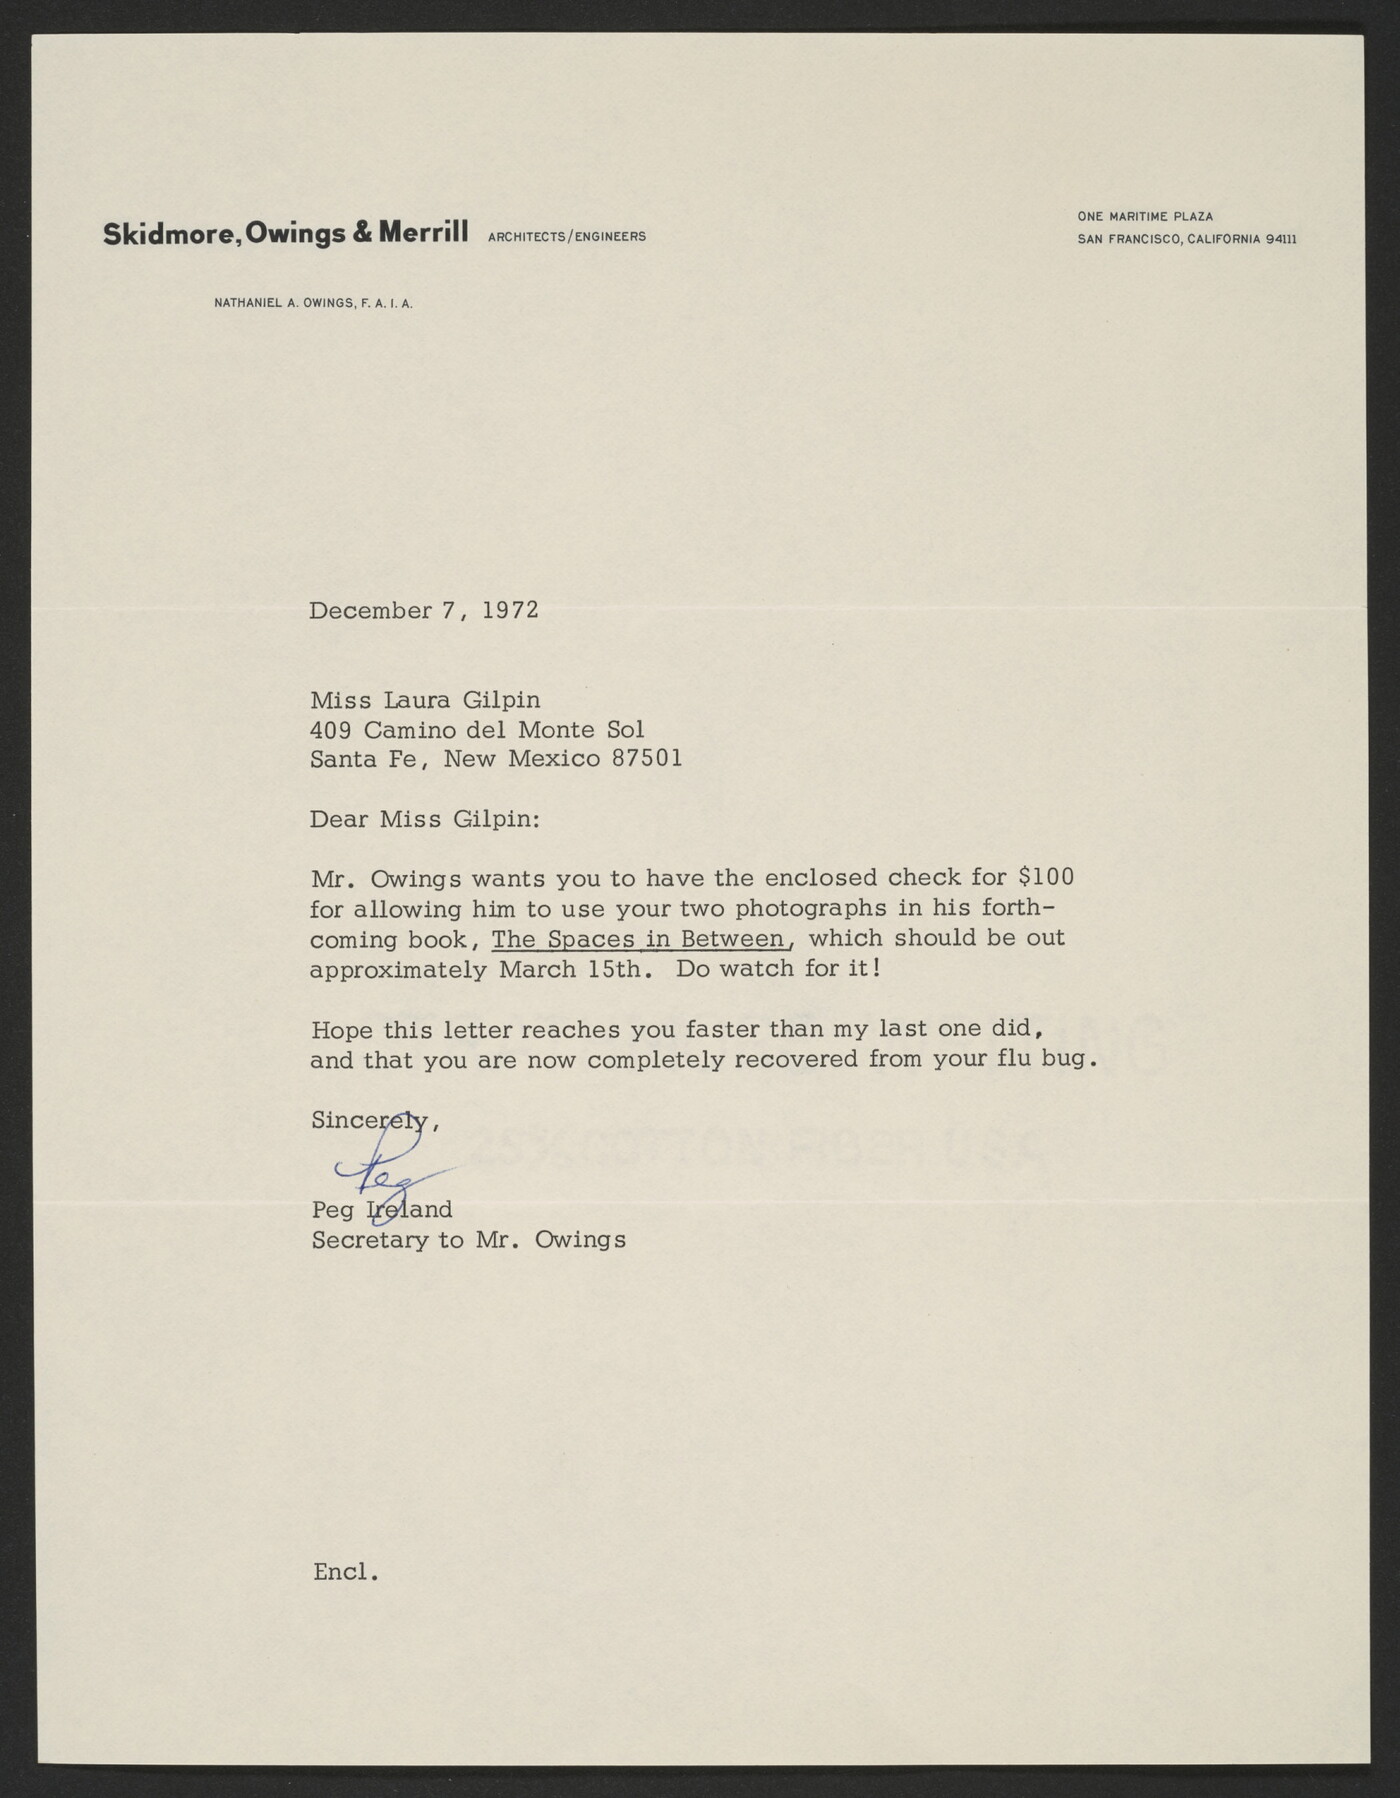 Skidmore, Owings & Merrill ARCHITECTS/ENGINEERS
ONE MARITIME PLAZA
SAN FRANCISCO, CALIFORNIA 94111
NATHANIEL A. OWINGS, F. A. I. A.
December 7, 1972
Miss Laura Gilpin
409 Camino del Monte Sol
Santa Fe, New Mexico 87501
Dear Miss Gilpin:
Mr. Owings wants you to have the enclosed check for $100
for allowing him to use your two photographs in his forth-
coming book, The Spaces in Between, which should be out
approximately March 15th. Do watch for it!
Hope this letter reaches you faster than my last one did,
and that you are now completely recovered from your flu bug.
Sincerely,
Peg
Peg Ireland
Secretary to Mr. Owings
Encl.
25% COTTON FIBER USA